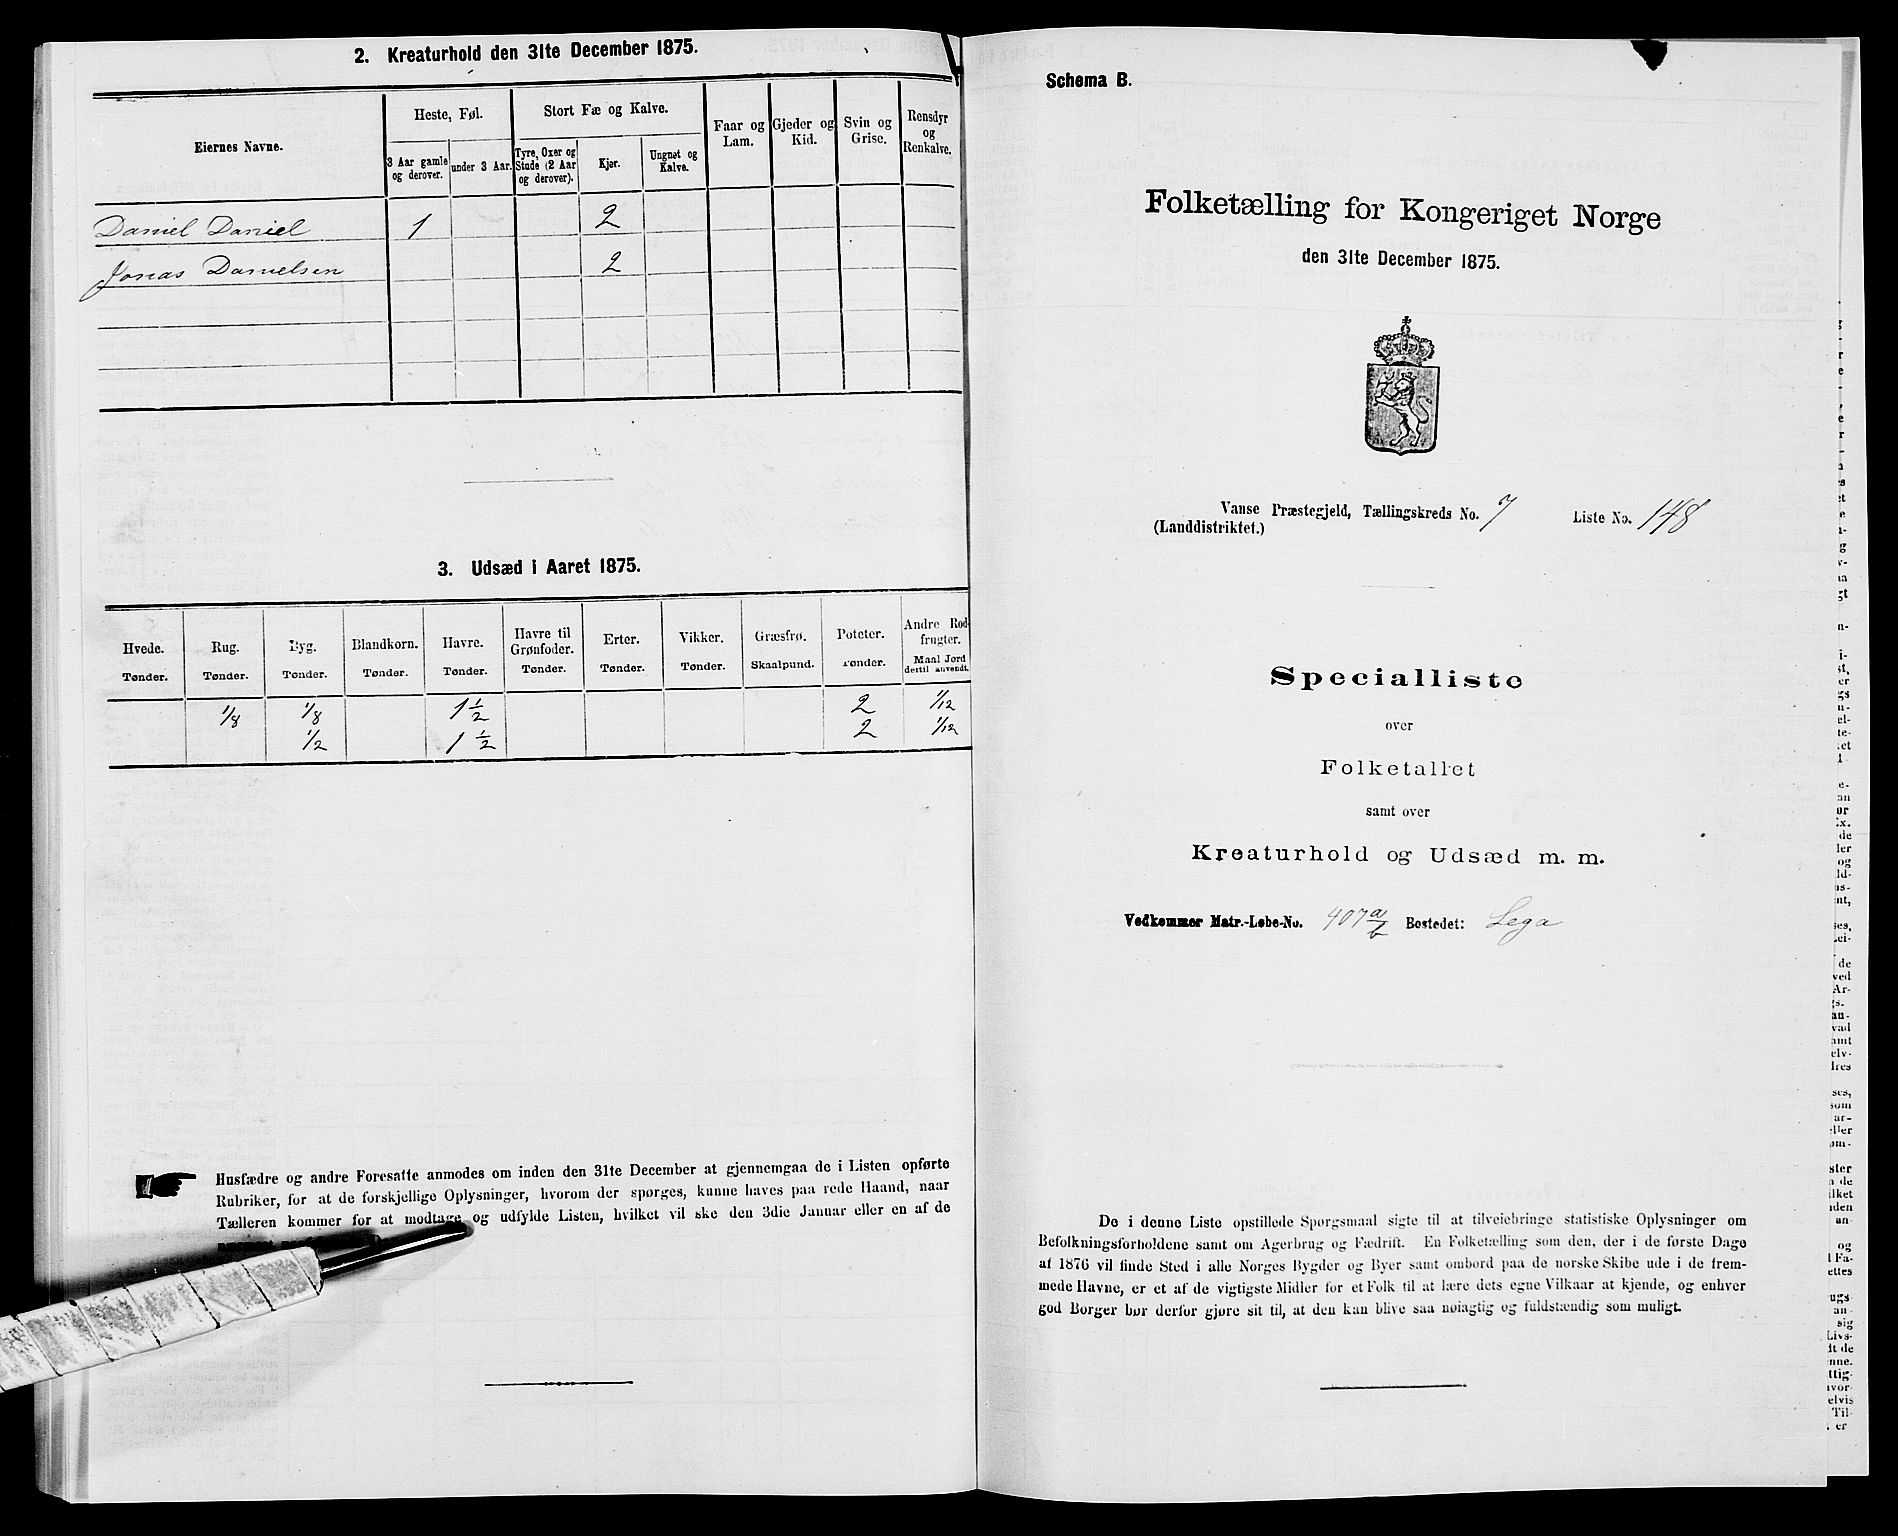 2. Kreaturhold den 31te December 1875.
Eiernes Navne.
Heste, Føl.
Stort Fæ og Kalve.
Faar og Lam.
Gjeder og Kid.
Svin og Grise.
Rensdyr og Renkalve.
3 Aar gamle og derover.
under 3 Aar.
Tyre, Oxer og Stude (2 Aar og derover).
Kjør.
Ungnøt og Kalve.
Daniel Daniel 1 2
Jonas Danielsen 2
3. Udsæd i Aaret 1875.
Hvede. Rug. Byg. Blandkorn. Havre. Havre til Grønfoder. Erter. Vikker. Græsfrø. Poteter. Andre Rodfrugter.
Tønder. Tønder. Tønder. Tønder. Tønder. Tønder. Tønder. Tønder. Skaalpund. Tønder. Maal Jord dertil anvendt.
1/8 1/8 1 1/2 2 1/12
1/2 1 1/2 2 1/12
Husfædre og andre Foresatte anmodes om inden den 31te December at gjennemgaa de i Listen opførte
Rubriker, for at de forskjellige Oplysninger, hvorom der spørges, kunne haves paa rede Haand, naar
Tælleren kommer for at modtage og udfylde Listen, hvilket vil ske den 3die Januar eller en af de
Schema B.
Folketælling for Kongeriget Norge
den 31te December 1875.
Vanse Præstegjeld, Tællingskreds No. 7 Liste No. 148
(Landdistriktet.)
Specialliste
over
Folketallet
samt over
Kreaturhold og Udsæd m. m.
Vedkommer Matr.-Løbe-No. 407 a/b Bostedet: Lega
De i denne Liste opstillede Spørgsmaal sigte til at tilveiebringe statistiske Oplysninger om
Befolkningsforholdene samt om Agerbrug og Fædrift. En Folketælling som den, der i de første Dage
af 1876 vil finde Sted i alle Norges Bygder og Byer samt ombord paa de norske Skibe ude i de frem-
mede Havne, er et af de vigtigste Midler for et Folk til at lære dets egne Vilkaar at kjende, og enhver
god Borger bør derfor gjøre sit til, at den kan blive saa nøiagtig og fuldstændig som muligt.